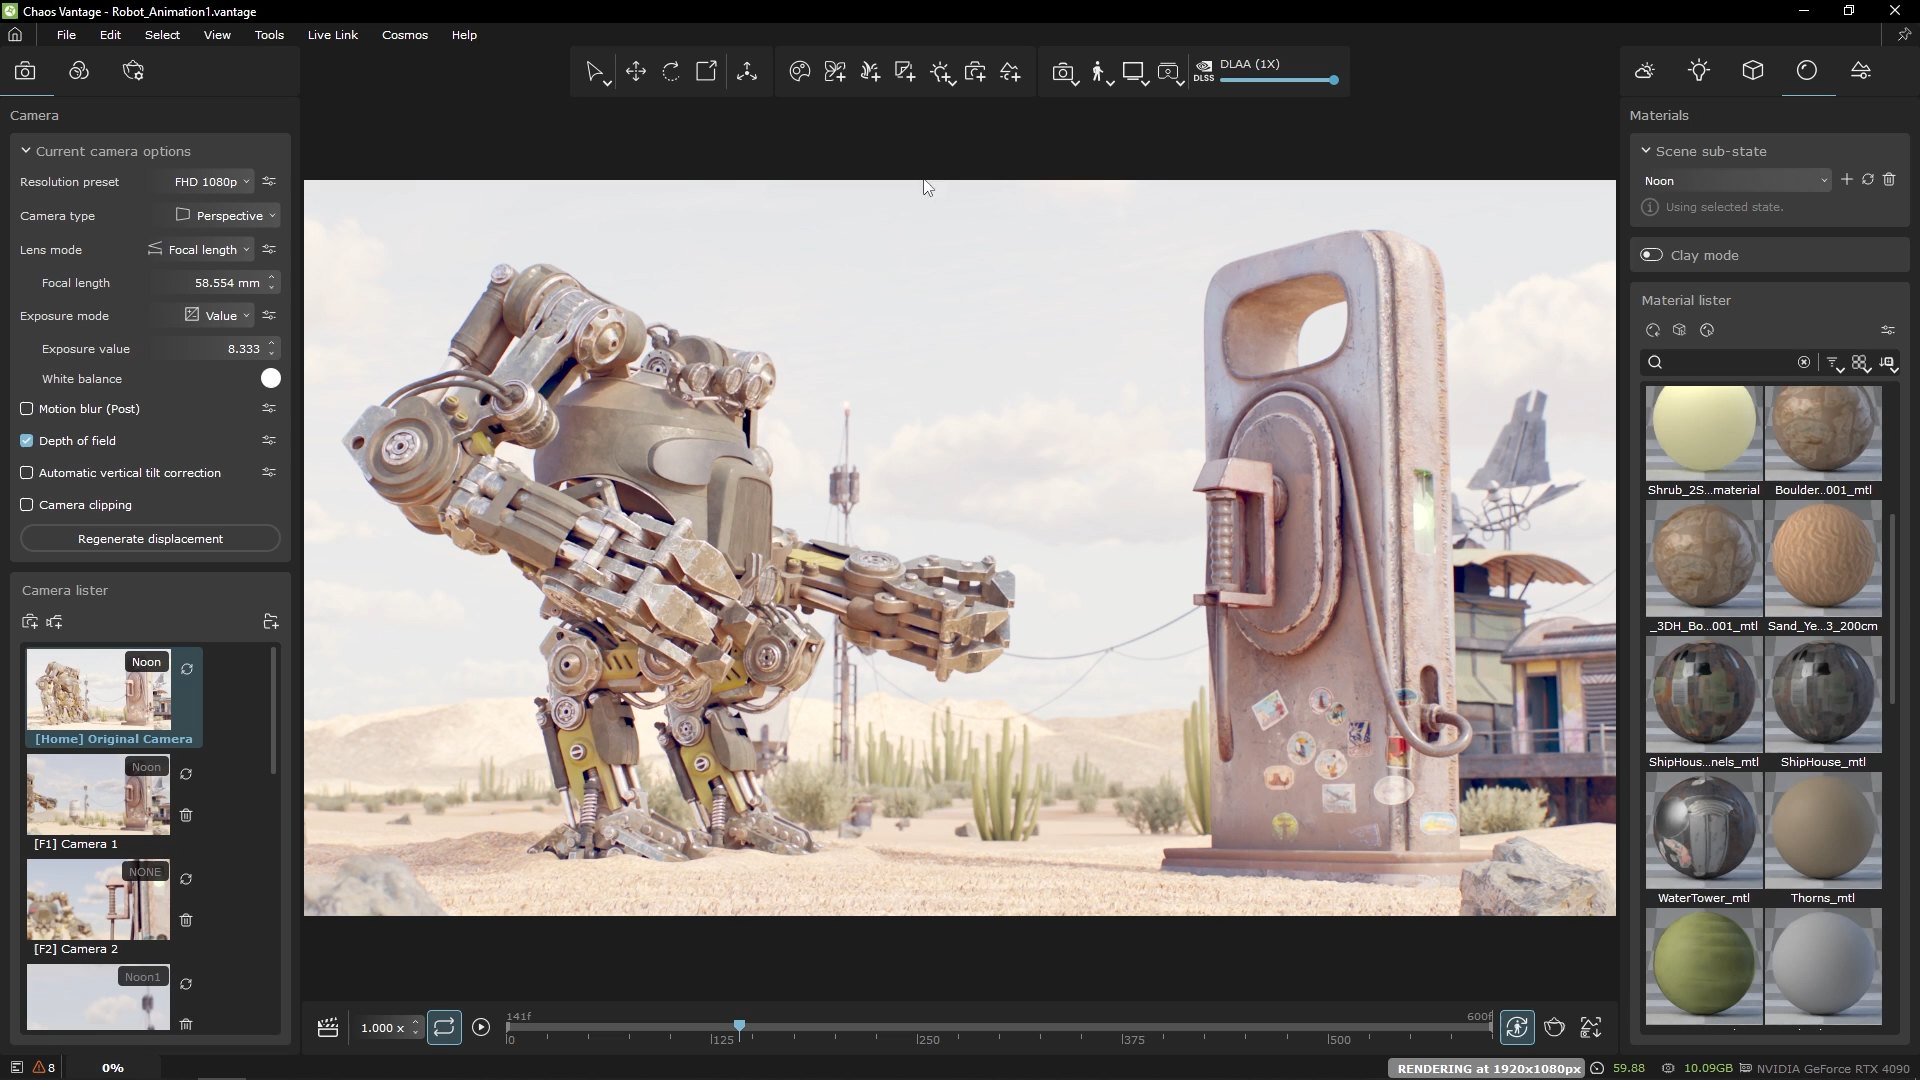 Chaos Vantage - Robot_Animation1.vantage
File Edit Select View Tools Live Link Cosmos Help
DLSS
DLAA (1X)
Camera
Current camera options
Resolution preset FHD 1080p
Camera type Perspective
Lens mode Focal length
Focal length 58.554 mm
Exposure mode Value
Exposure value 8.333
White balance
Motion blur (Post)
Depth of field
Automatic vertical tilt correction
Camera clipping
Regenerate displacement
Camera lister
Noon
[Home] Original Camera
Noon
[F1] Camera 1
NONE
[F2] Camera 2
Noon1
141f 600f
1.000 x
0 125 250 375 500
Materials
Scene sub-state
Noon
Using selected state.
Clay mode
Material lister
Shrub_2S...material Boulder...001_mtl
_3DH_Bo...001_mtl Sand_Ye...3_200cm
ShipHous...nels_mtl ShipHouse_mtl
WaterTower_mtl Thorns_mtl
8 0%
RENDERING at 1920x1080px 59.88 10.09GB NVIDIA GeForce RTX 4090